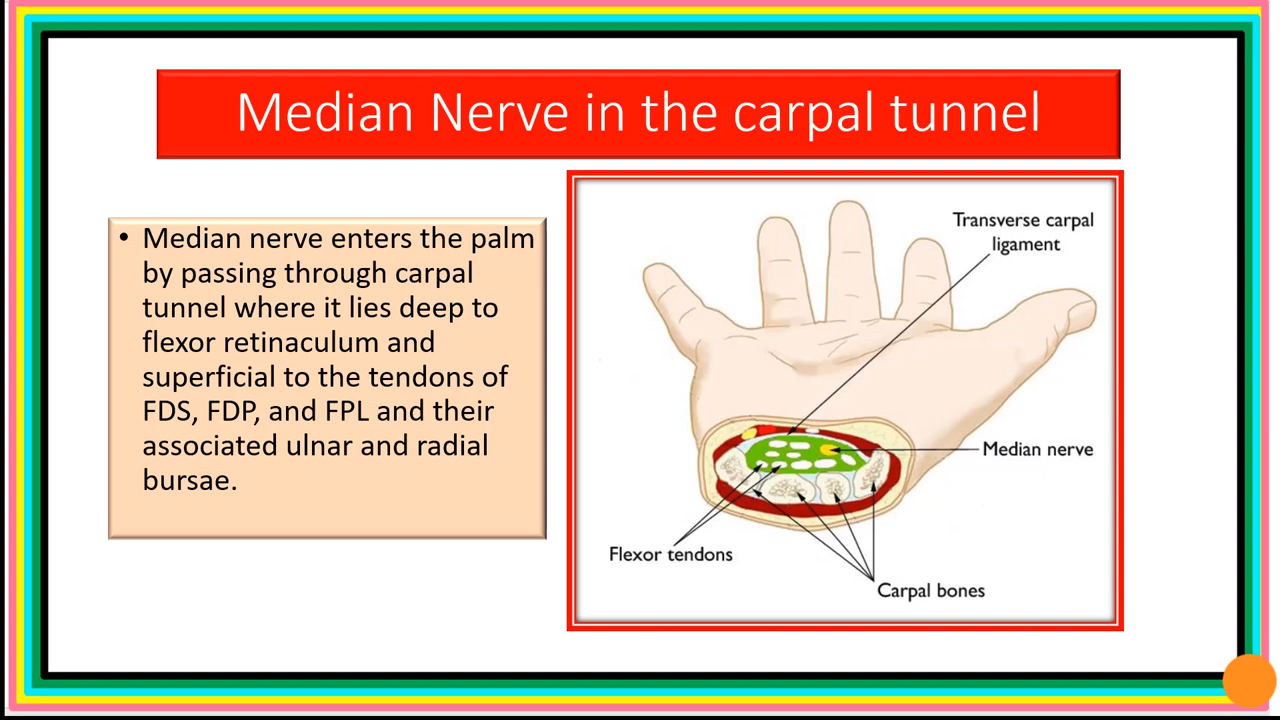 Median Nerve in the carpal tunnel
• Median nerve enters the palm
by passing through carpal
tunnel where it lies deep to
flexor retinaculum and
superficial to the tendons of
FDS, FDP, and FPL and their
associated ulnar and radial
bursae.
Transverse carpal
ligament
Median nerve
Flexor tendons
Carpal bones